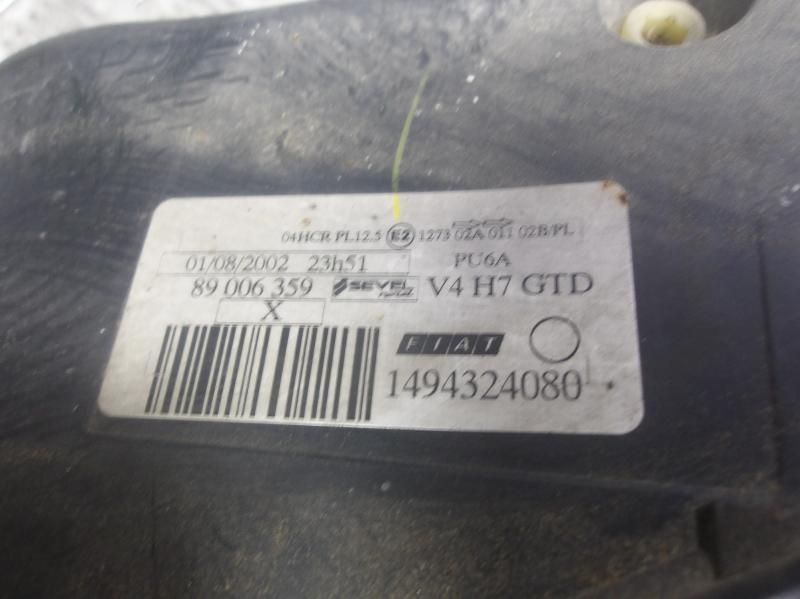 04HCR PL12.5 E2 1273 02A 011 02B/PL
01/08/2002 23h51 PU6A
89 006 359 SEVEL V4 H7 GTD
X
FIAT
1494324080